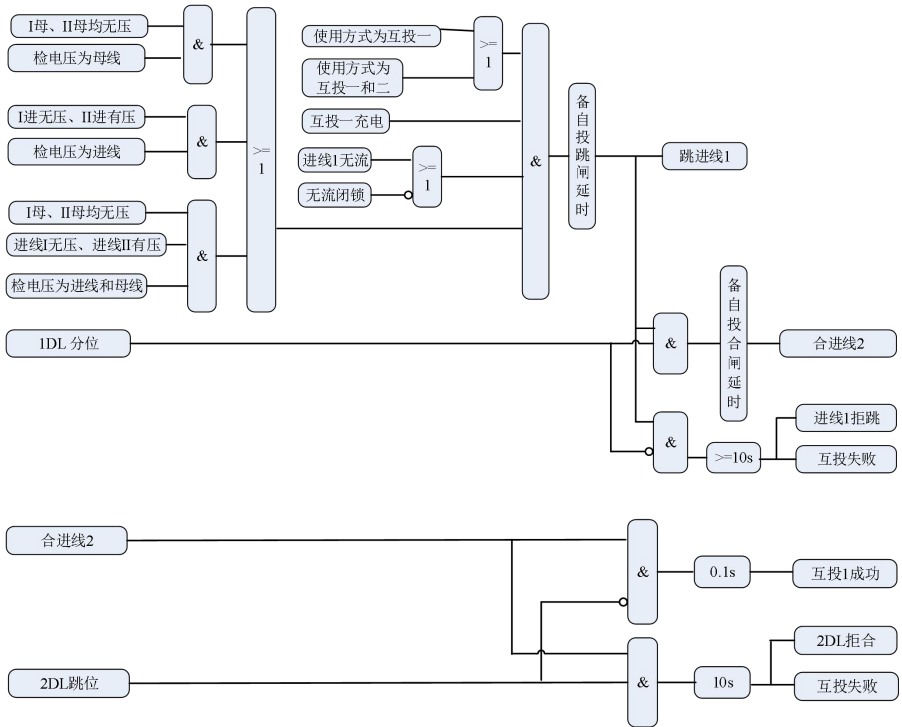 I母、II母均无压
检电压为母线
&
I进无压、II进有压
检电压为进线
&
I母、II母均无压
进线I无压、进线II有压
检电压为进线和母线
&
>=
1
使用方式为互投一
使用方式为
互投一和二
>=
1
互投一充电
进线1无流
无流闭锁
>=
1
&
备自投跳闸延时
跳进线1
1DL 分位
&
备自投合闸延时
合进线2
&
>=10s
进线1拒跳
互投失败
合进线2
&
0.1s
互投1成功
2DL跳位
&
10s
2DL拒合
互投失败